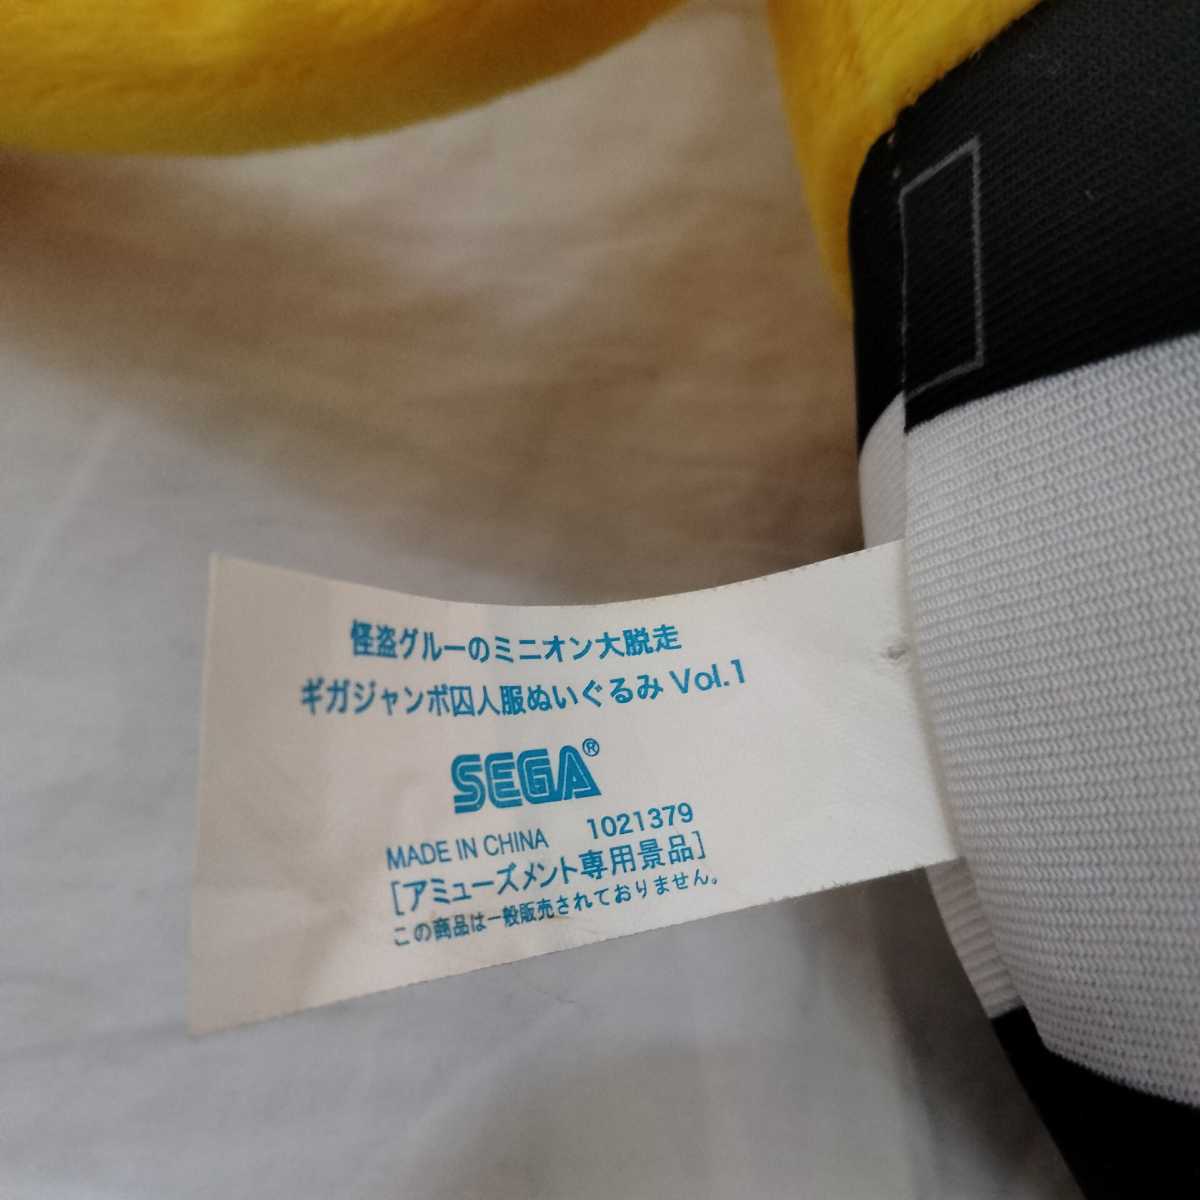 怪盗グルーのミニオン大脱走
ギガジャンボ囚人服ぬいぐるみ Vol.1
SEGA®
MADE IN CHINA 1021379
[アミューズメント専用景品]
この商品は一般販売されておりません。